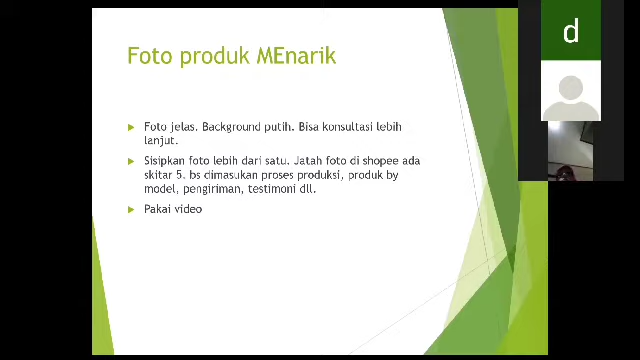 Foto produk MEnarik
Foto jelas. Background putih. Bisa konsultasi lebih
lanjut.
Sisipkan foto lebih dari satu. Jatah foto di shopee ada
skitar 5. bs dimasukan proses produksi, produk by
model, pengiriman, testimoni dll.
Pakai video
d